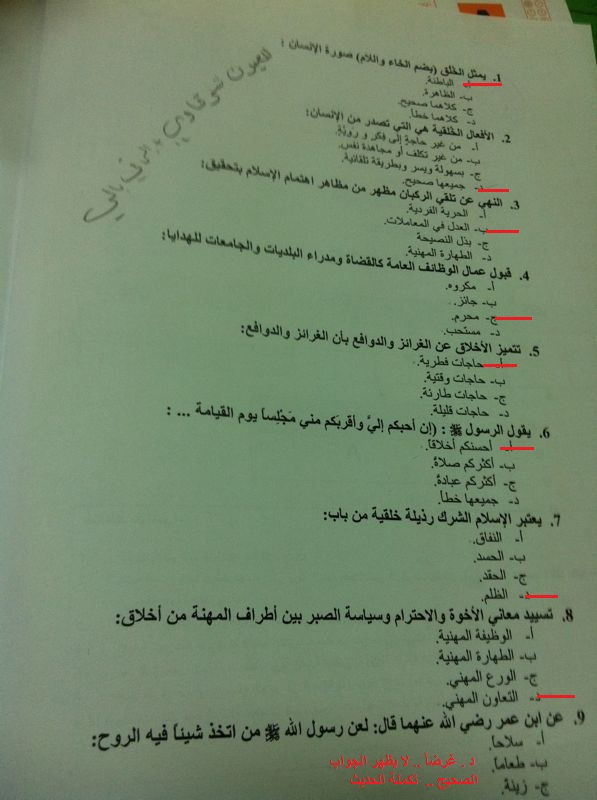 1. يمثل الخُلق (بضم الخاء واللام) صورة الإنسان :
أ- الباطنة.
ب- الظاهرة.
ج- كلاهما صحيح.
د- كلاهما خطأ.
2. الأفعال الخُلقية هي التي تصدر من الإنسان:
أ- من غير حاجة إلى فكر و رويّة.
ب- من غير تكلف أو مجاهدة نفس.
ج- بسهولة ويسر وبطريقة تلقائية.
د- جميعها صحيح.
3. النهي عن تلقي الركبان مظهر من مظاهر اهتمام الإسلام بتحقيق:
أ- الحرية الفردية.
ب- العدل في المعاملات.
ج- بذل النصيحة
د- الطهارة المهنية.
4. قبول عمال الوظائف العامة كالقضاة ومدراء البلديات والجامعات للهدايا:
أ- مكروه.
ب- جائز.
ج- محرم.
د- مستحب.
5. تتميز الأخلاق عن الغرائز والدوافع بأن الغرائز والدوافع:
أ- حاجات فطرية.
ب- حاجات وقتية.
ج- حاجات طارئة.
د- حاجات قليلة.
6. يقول الرسول ﷺ : (إن أحبكم إليَّ وأقربَكم مني مَجْلِساً يوم القيامة ... :
أ- أحسنكم أخلاقاً.
ب- أكثركم صلاةً.
ج- أكثركم عبادةً.
د- جميعها خطأ.
7. يعتبر الإسلام الشرك رذيلة خلقية من باب:
أ- النفاق.
ب- الحسد.
ج- الحقد.
د- الظلم.
8. تسييد معاني الأخوة والاحترام وسياسة الصبر بين أطراف المهنة من أخلاق:
أ- الوظيفة المهنية.
ب- الطهارة المهنية.
ج- الورع المهني.
د- التعاون المهني.
9. عن ابن عمر رضي الله عنهما قال: لعن رسول الله ﷺ من اتخذ شيئاً فيه الروح:
أ- سلاحاً.
ب- طعاماً.
ج- زينة.
د . غرضاً .. لا يظهر الجواب
الصحيح .. تكملة الحديث